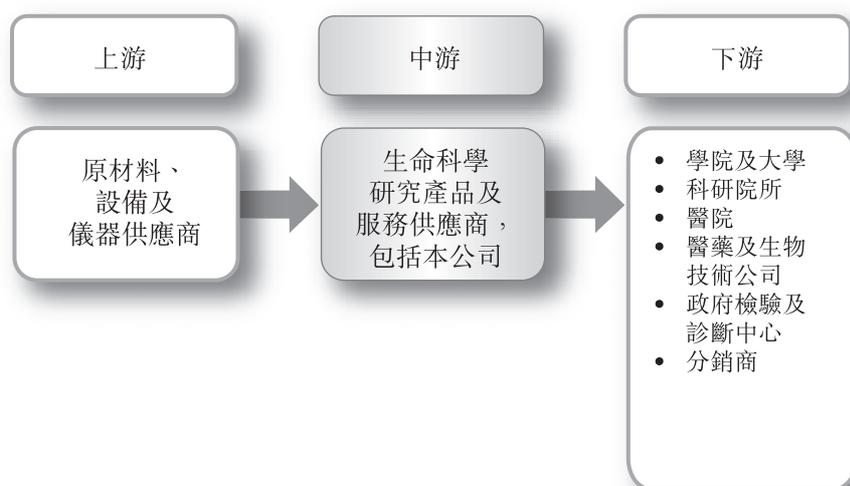 上游
中游
下游
原材料、
設備及
儀器供應商
生命科學
研究產品及
服務供應商，
包括本公司
• 學院及大學
• 科研院所
• 醫院
• 醫藥及生物
技術公司
• 政府檢驗及
診斷中心
• 分銷商